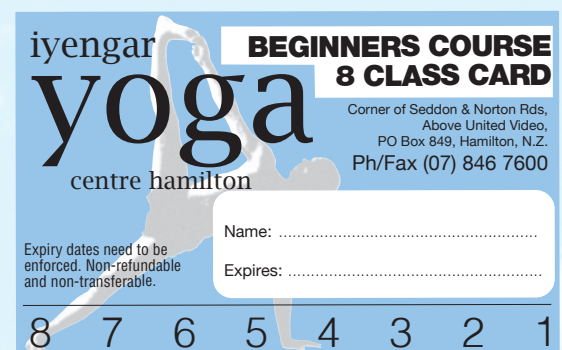 iyengar
yoga
centre hamilton
BEGINNERS COURSE
8 CLASS CARD
Corner of Seddon & Norton Rds,
Above United Video,
PO Box 849, Hamilton, N.Z.
Ph/Fax (07) 846 7600
Name: ........................................................
Expires: ......................................................
Expiry dates need to be
enforced. Non-refundable
and non-transferable.
8 7 6 5 4 3 2 1